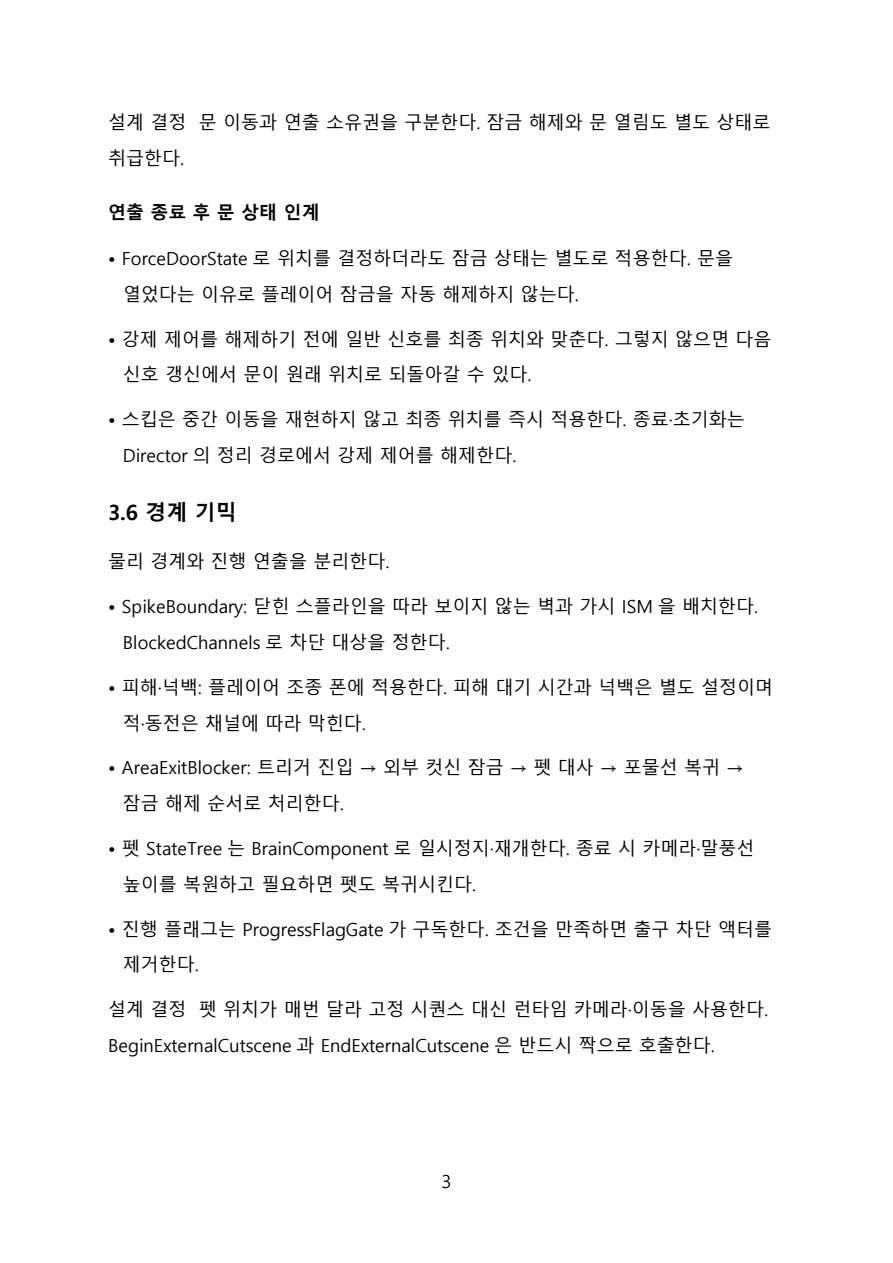 설계 결정  문 이동과 연출 소유권을 구분한다. 잠금 해제와 문 열림도 별도 상태로
취급한다.
연출 종료 후 문 상태 인계
• ForceDoorState 로 위치를 결정하더라도 잠금 상태는 별도로 적용한다. 문을
열었다는 이유로 플레이어 잠금을 자동 해제하지 않는다.
• 강제 제어를 해제하기 전에 일반 신호를 최종 위치와 맞춘다. 그렇지 않으면 다음
신호 갱신에서 문이 원래 위치로 되돌아갈 수 있다.
• 스킵은 중간 이동을 재현하지 않고 최종 위치를 즉시 적용한다. 종료·초기화는
Director 의 정리 경로에서 강제 제어를 해제한다.
3.6 경계 기믹
물리 경계와 진행 연출을 분리한다.
• SpikeBoundary: 닫힌 스플라인을 따라 보이지 않는 벽과 가시 ISM 을 배치한다.
BlockedChannels 로 차단 대상을 정한다.
• 피해·넉백: 플레이어 조종 폰에 적용한다. 피해 대기 시간과 넉백은 별도 설정이며
적·동전은 채널에 따라 막힌다.
• AreaExitBlocker: 트리거 진입 → 외부 컷신 잠금 → 펫 대사 → 포물선 복귀 →
잠금 해제 순서로 처리한다.
• 펫 StateTree 는 BrainComponent 로 일시정지·재개한다. 종료 시 카메라·말풍선
높이를 복원하고 필요하면 펫도 복귀시킨다.
• 진행 플래그는 ProgressFlagGate 가 구독한다. 조건을 만족하면 출구 차단 액터를
제거한다.
설계 결정  펫 위치가 매번 달라 고정 시퀀스 대신 런타임 카메라·이동을 사용한다.
BeginExternalCutscene 과 EndExternalCutscene 은 반드시 짝으로 호출한다.
3